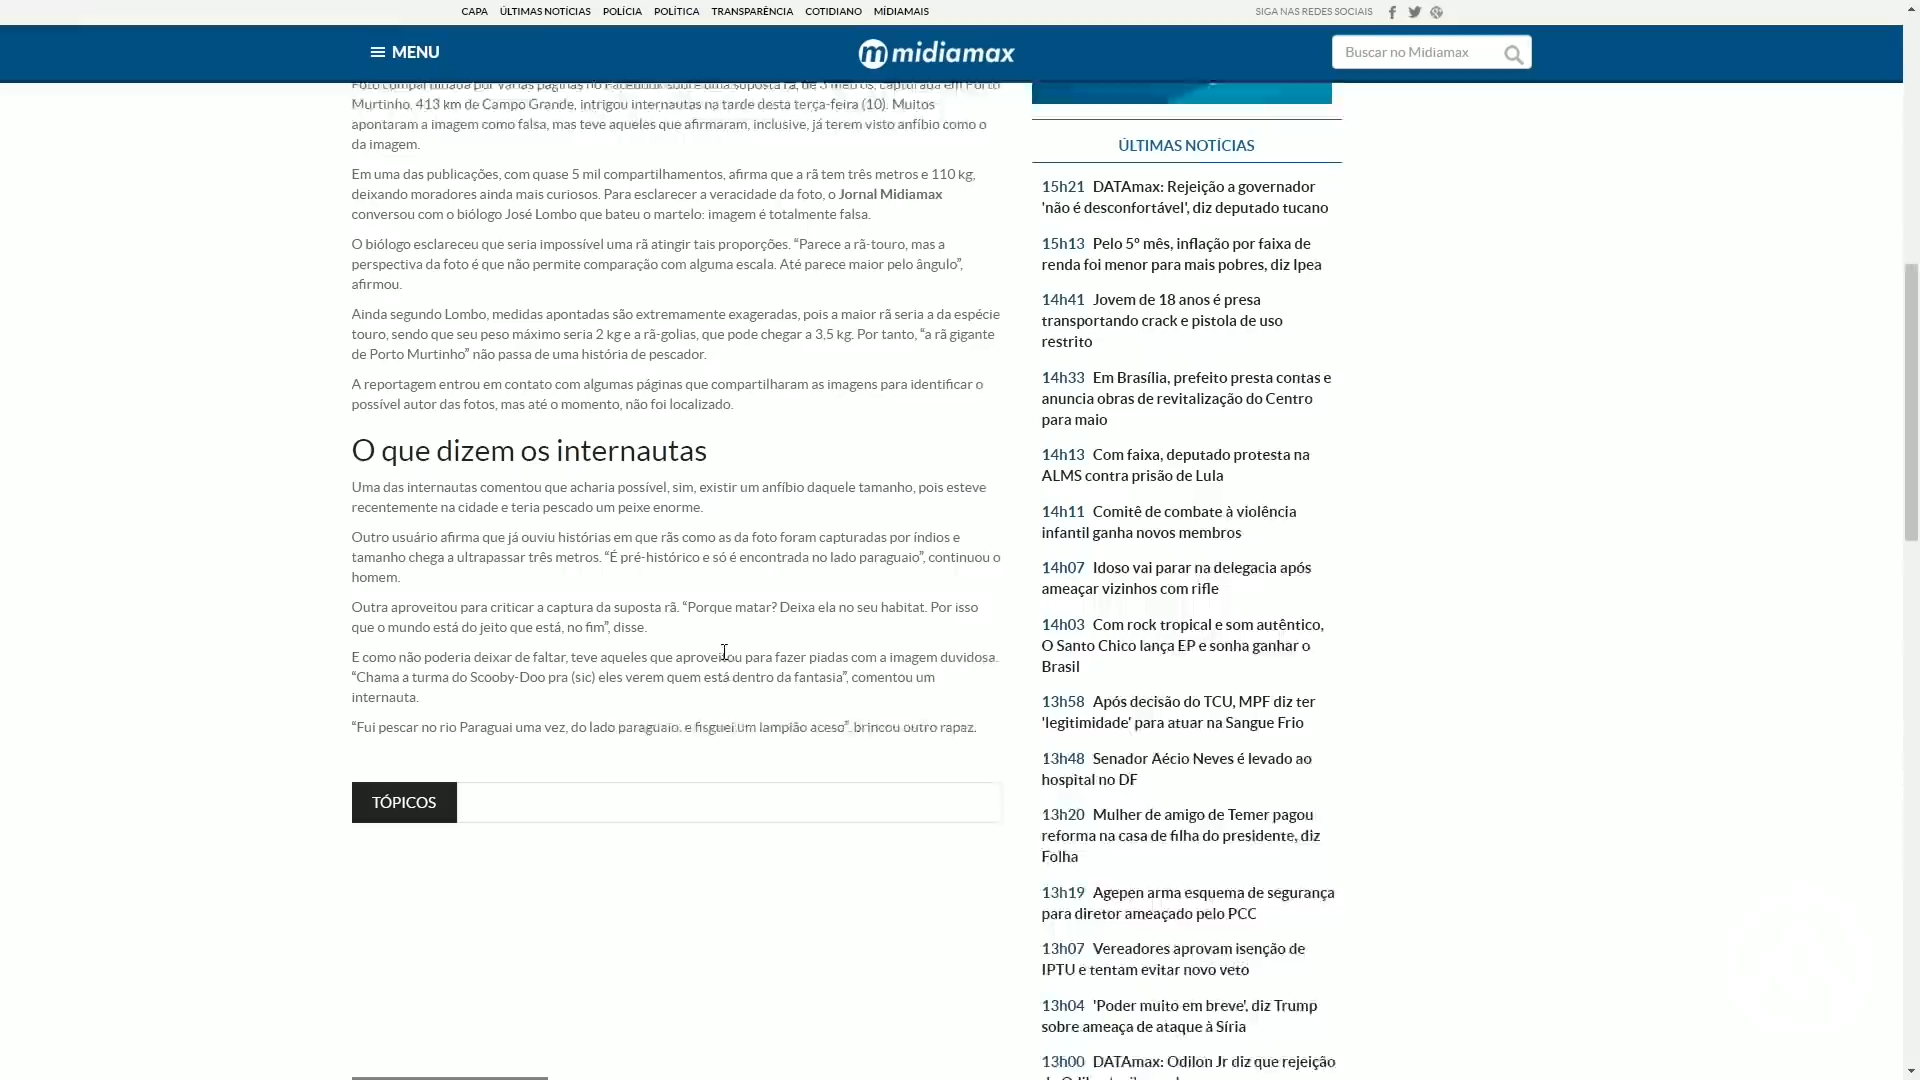 CAPA ÚLTIMAS NOTÍCIAS POLÍCIA POLÍTICA TRANSPARÊNCIA COTIDIANO MÍDIAMAIS
SIGA NAS REDES SOCIAIS
MENU
midiamax
Buscar no Midiamax
Foto compartilhada por várias páginas no Facebook sobre uma suposta rã, de 3 metros, capturada em Porto
Murtinho, 413 km de Campo Grande, intrigou internautas na tarde desta terça-feira (10). Muitos
apontaram a imagem como falsa, mas teve aqueles que afirmaram, inclusive, já terem visto anfíbio como o
da imagem.
Em uma das publicações, com quase 5 mil compartilhamentos, afirma que a rã tem três metros e 110 kg,
deixando moradores ainda mais curiosos. Para esclarecer a veracidade da foto, o Jornal Midiamax
conversou com o biólogo José Lombo que bateu o martelo: imagem é totalmente falsa.
O biólogo esclareceu que seria impossível uma rã atingir tais proporções. “Parece a rã-touro, mas a
perspectiva da foto é que não permite comparação com alguma escala. Até parece maior pelo ângulo”,
afirmou.
Ainda segundo Lombo, medidas apontadas são extremamente exageradas, pois a maior rã seria a da espécie
touro, sendo que seu peso máximo seria 2 kg e a rã-golias, que pode chegar a 3,5 kg. Por tanto, “a rã gigante
de Porto Murtinho” não passa de uma história de pescador.
A reportagem entrou em contato com algumas páginas que compartilharam as imagens para identificar o
possível autor das fotos, mas até o momento, não foi localizado.
O que dizem os internautas
Uma das internautas comentou que acharia possível, sim, existir um anfíbio daquele tamanho, pois esteve
recentemente na cidade e teria pescado um peixe enorme.
Outro usuário afirma que já ouviu histórias em que rãs como as da foto foram capturadas por índios e
tamanho chega a ultrapassar três metros. “É pré-histórico e só é encontrada no lado paraguaio”, continuou o
homem.
Outra aproveitou para criticar a captura da suposta rã. “Porque matar? Deixa ela no seu habitat. Por isso
que o mundo está do jeito que está, no fim”, disse.
E como não poderia deixar de faltar, teve aqueles que aproveitou para fazer piadas com a imagem duvidosa.
“Chama a turma do Scooby-Doo pra (sic) eles verem quem está dentro da fantasia”, comentou um
internauta.
“Fui pescar no rio Paraguai uma vez, do lado paraguaio, e fisguei um lampião aceso”, brincou outro rapaz.
TÓPICOS
ÚLTIMAS NOTÍCIAS
15h21 DATAmax: Rejeição a governador
'não é desconfortável', diz deputado tucano
15h13 Pelo 5º mês, inflação por faixa de
renda foi menor para mais pobres, diz Ipea
14h41 Jovem de 18 anos é presa
transportando crack e pistola de uso
restrito
14h33 Em Brasília, prefeito presta contas e
anuncia obras de revitalização do Centro
para maio
14h13 Com faixa, deputado protesta na
ALMS contra prisão de Lula
14h11 Comitê de combate à violência
infantil ganha novos membros
14h07 Idoso vai parar na delegacia após
ameaçar vizinhos com rifle
14h03 Com rock tropical e som autêntico,
O Santo Chico lança EP e sonha ganhar o
Brasil
13h58 Após decisão do TCU, MPF diz ter
'legitimidade' para atuar na Sangue Frio
13h48 Senador Aécio Neves é levado ao
hospital no DF
13h20 Mulher de amigo de Temer pagou
reforma na casa de filha do presidente, diz
Folha
13h19 Agepen arma esquema de segurança
para diretor ameaçado pelo PCC
13h07 Vereadores aprovam isenção de
IPTU e tentam evitar novo veto
13h04 'Poder muito em breve', diz Trump
sobre ameaça de ataque à Síria
13h00 DATAmax: Odilon Jr diz que rejeição